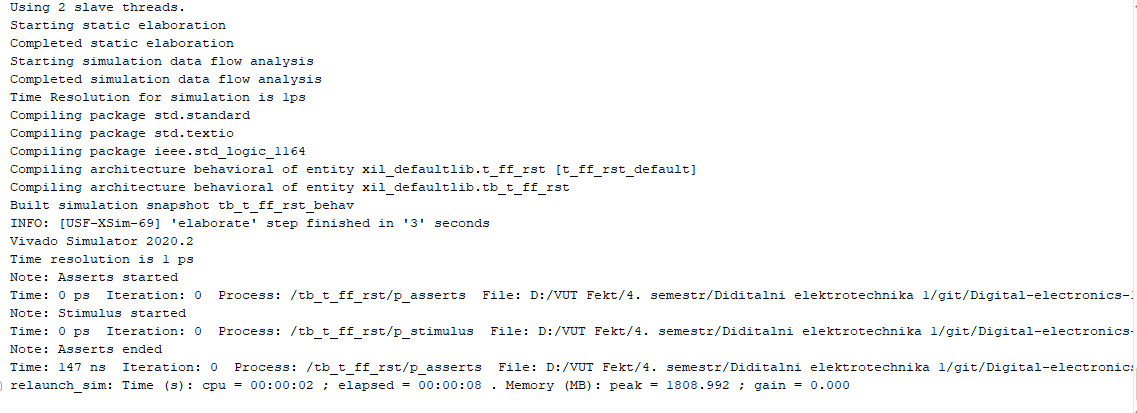 Using 2 slave threads.
Starting static elaboration
Completed static elaboration
Starting simulation data flow analysis
Completed simulation data flow analysis
Time Resolution for simulation is 1ps
Compiling package std.standard
Compiling package std.textio
Compiling package ieee.std_logic_1164
Compiling architecture behavioral of entity xil_defaultlib.t_ff_rst [t_ff_rst_default]
Compiling architecture behavioral of entity xil_defaultlib.tb_t_ff_rst
Built simulation snapshot tb_t_ff_rst_behav
INFO: [USF-XSim-69] 'elaborate' step finished in '3' seconds
Vivado Simulator 2020.2
Time resolution is 1 ps
Note: Asserts started
Time: 0 ps  Iteration: 0  Process: /tb_t_ff_rst/p_asserts  File: D:/VUT Fekt/4. semestr/Diditalni elektrotechnika 1/git/Digital-electronics-1
Note: Stimulus started
Time: 0 ps  Iteration: 0  Process: /tb_t_ff_rst/p_stimulus  File: D:/VUT Fekt/4. semestr/Diditalni elektrotechnika 1/git/Digital-electronics-
Note: Asserts ended
Time: 147 ns  Iteration: 0  Process: /tb_t_ff_rst/p_asserts  File: D:/VUT Fekt/4. semestr/Diditalni elektrotechnika 1/git/Digital-electronics
relaunch_sim: Time (s): cpu = 00:00:02 ; elapsed = 00:00:08 . Memory (MB): peak = 1808.992 ; gain = 0.000